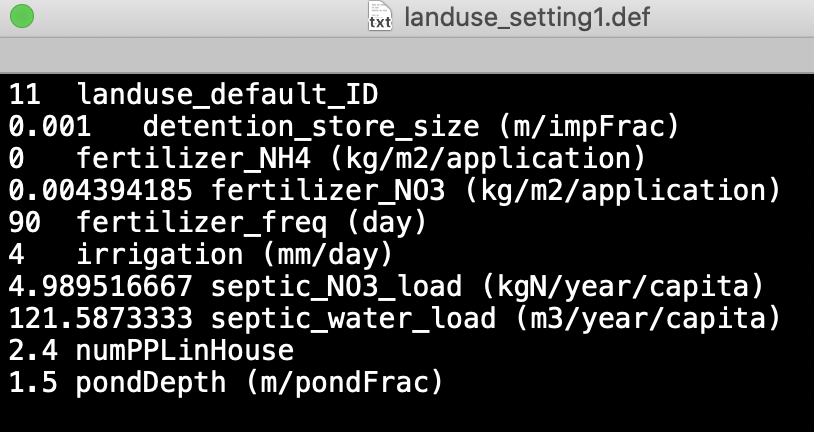 txt landuse_setting1.def
11 landuse_default_ID
0.001 detention_store_size (m/impFrac)
0 fertilizer_NH4 (kg/m2/application)
0.004394185 fertilizer_NO3 (kg/m2/application)
90 fertilizer_freq (day)
4 irrigation (mm/day)
4.989516667 septic_NO3_load (kgN/year/capita)
121.5873333 septic_water_load (m3/year/capita)
2.4 numPPLinHouse
1.5 pondDepth (m/pondFrac)